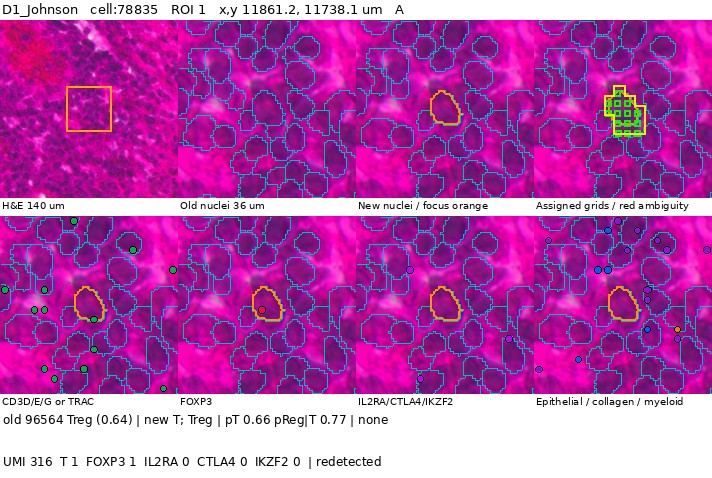 D1_Johnson cell:78835 ROI 1 x,y 11861.2, 11738.1 um A
H&E 140 um
Old nuclei 36 um
New nuclei / focus orange
Assigned grids / red ambiguity
CD3D/E/G or TRAC
FOXP3
IL2RA/CTLA4/IKZF2
Epithelial / collagen / myeloid
old 96564 Treg (0.64) | new T; Treg | pT 0.66 pReg|T 0.77 | none
UMI 316 T 1 FOXP3 1 IL2RA 0 CTLA4 0 IKZF2 0 | redetected